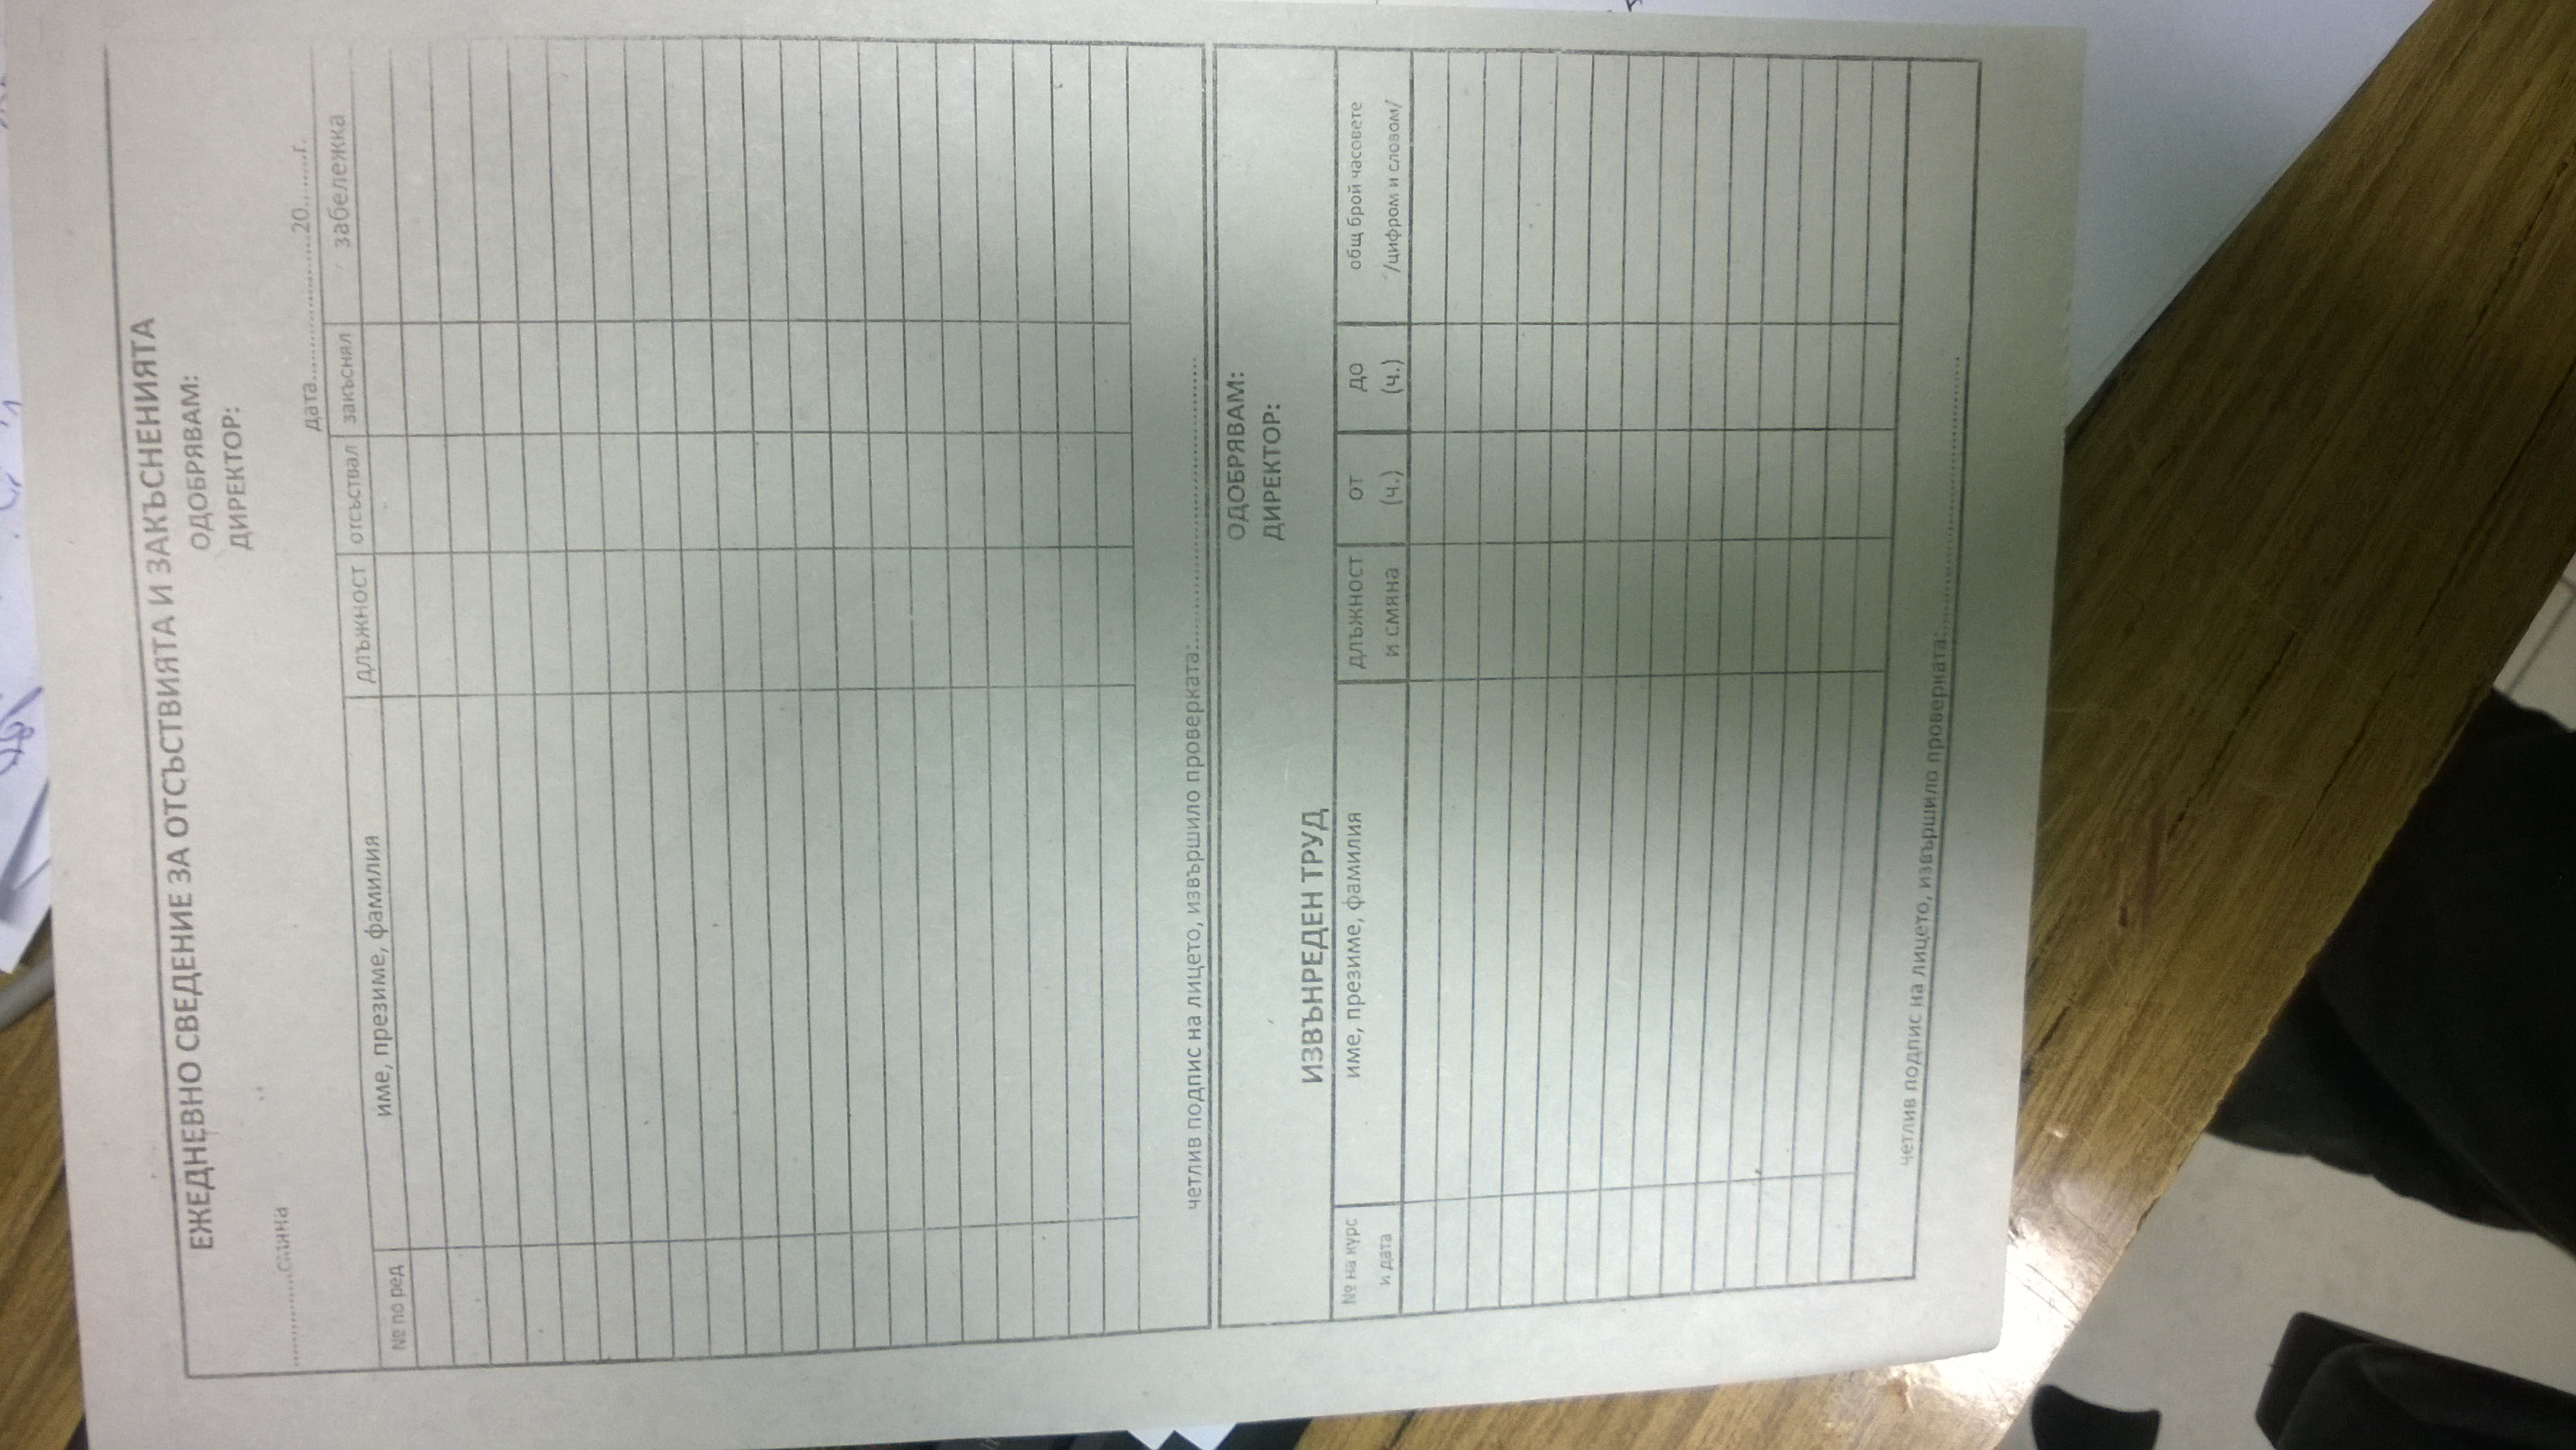 ЕЖЕДНЕВНО СВЕДЕНИЕ ЗА ОТСЪСТВИЯТА И ЗАКЪСНЕНИЯТА
ОДОБРЯВАМ:
ДИРЕКТОР:
..............смяна
дата........................20.......г.
№ по ред име, презиме, фамилия длъжност отсъствал закъснял забележка
четлив подпис на лицето, извършило проверката:..............................
ОДОБРЯВАМ:
ДИРЕКТОР:
ИЗВЪНРЕДЕН ТРУД
№ на курс и дата
име, презиме, фамилия
длъжност и смяна
от (ч.)
до (ч.)
общ брой часовете
/цифром и словом/
четлив подпис на лицето, извършило проверката:..............................